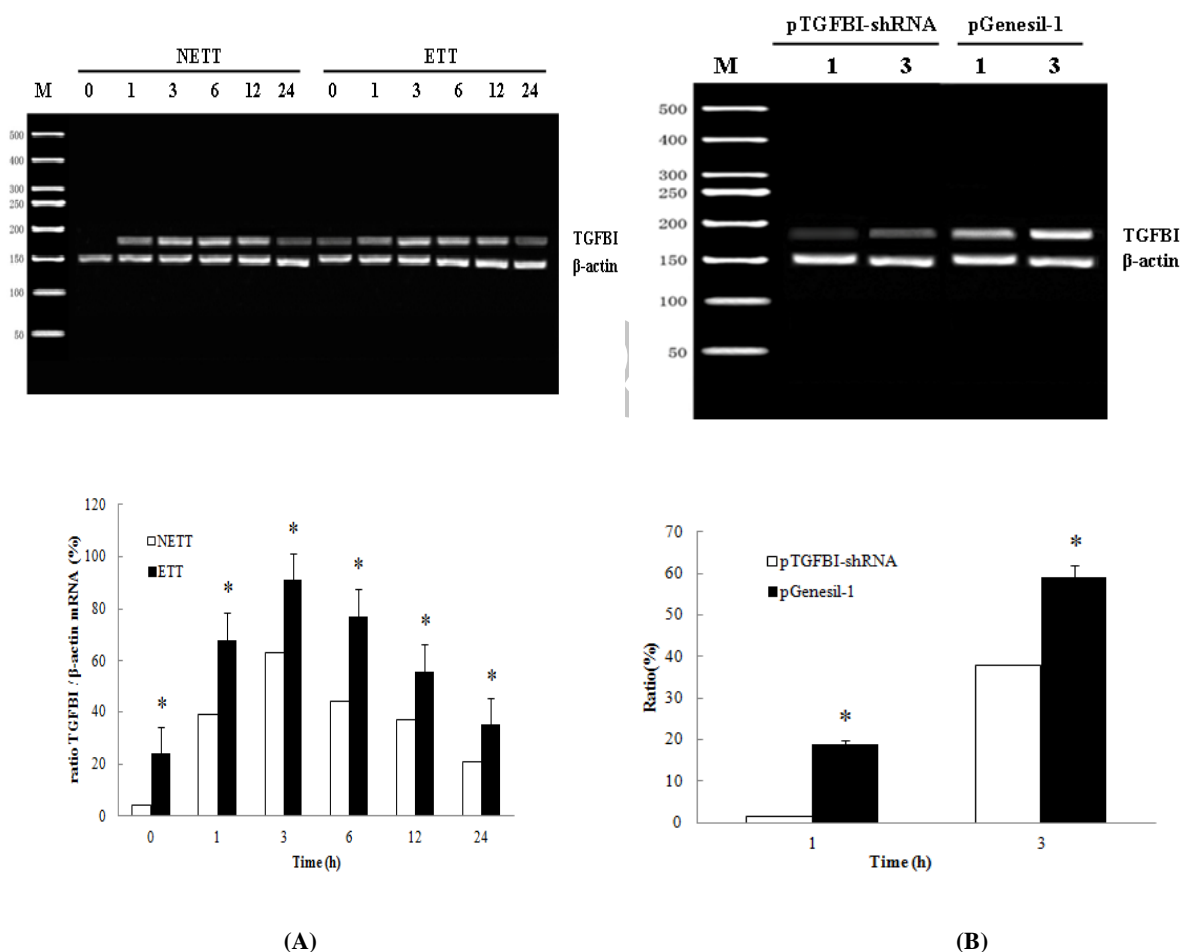 NETT ETT
M 0 1 3 6 12 24 0 1 3 6 12 24
500
400
300
250
200
150
100
50
TGFBI
β-actin
pTGFBI-shRNA pGenesil-1
M 1 3 1 3
500
400
300
250
200
150
100
50
TGFBI
β-actin
ratio TGFBI / β-actin mRNA (%)
120
100
80
60
40
20
0
NETT
ETT
* * * * * *
0 1 3 6 12 24
Time (h)
(A)
Ratio(%)
70
60
50
40
30
20
10
0
pTGFBI-shRNA
pGenesil-1
* *
1 3
Time (h)
(B)